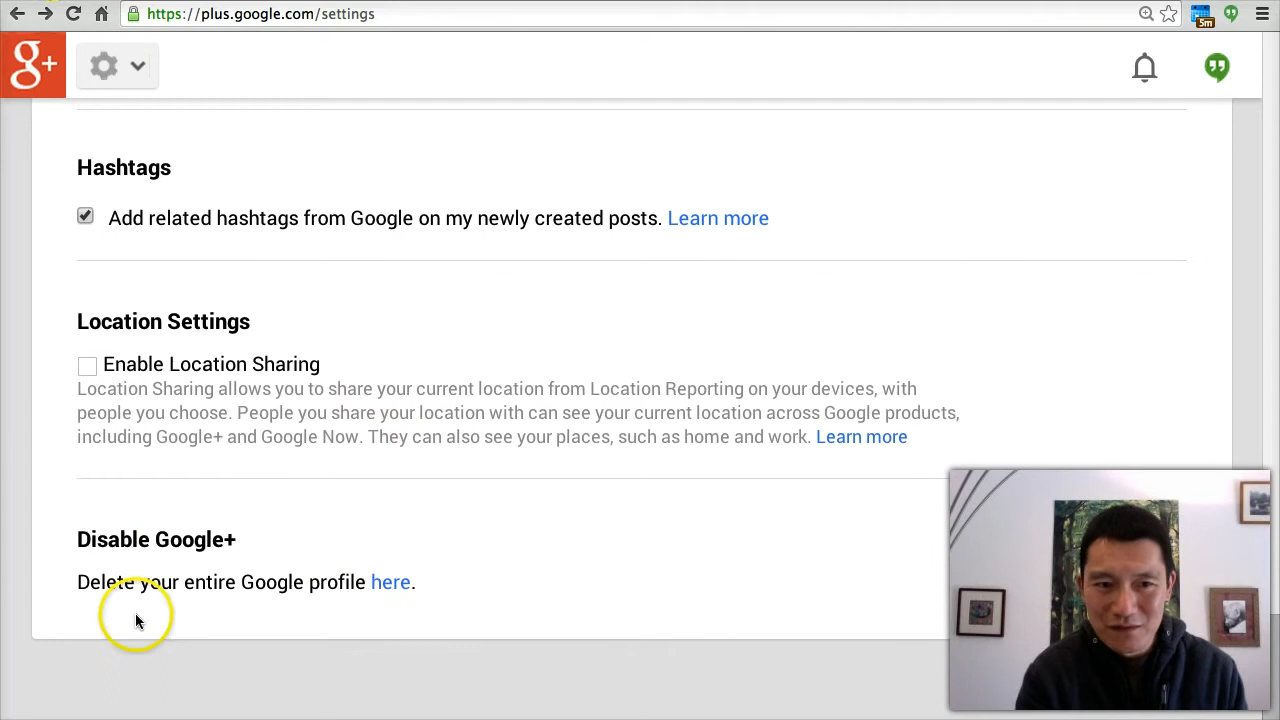 https://plus.google.com/settings
5m
g+
Hashtags
Add related hashtags from Google on my newly created posts. Learn more
Location Settings
Enable Location Sharing
Location Sharing allows you to share your current location from Location Reporting on your devices, with
people you choose. People you share your location with can see your current location across Google products,
including Google+ and Google Now. They can also see your places, such as home and work. Learn more
Disable Google+
Delete your entire Google profile here.